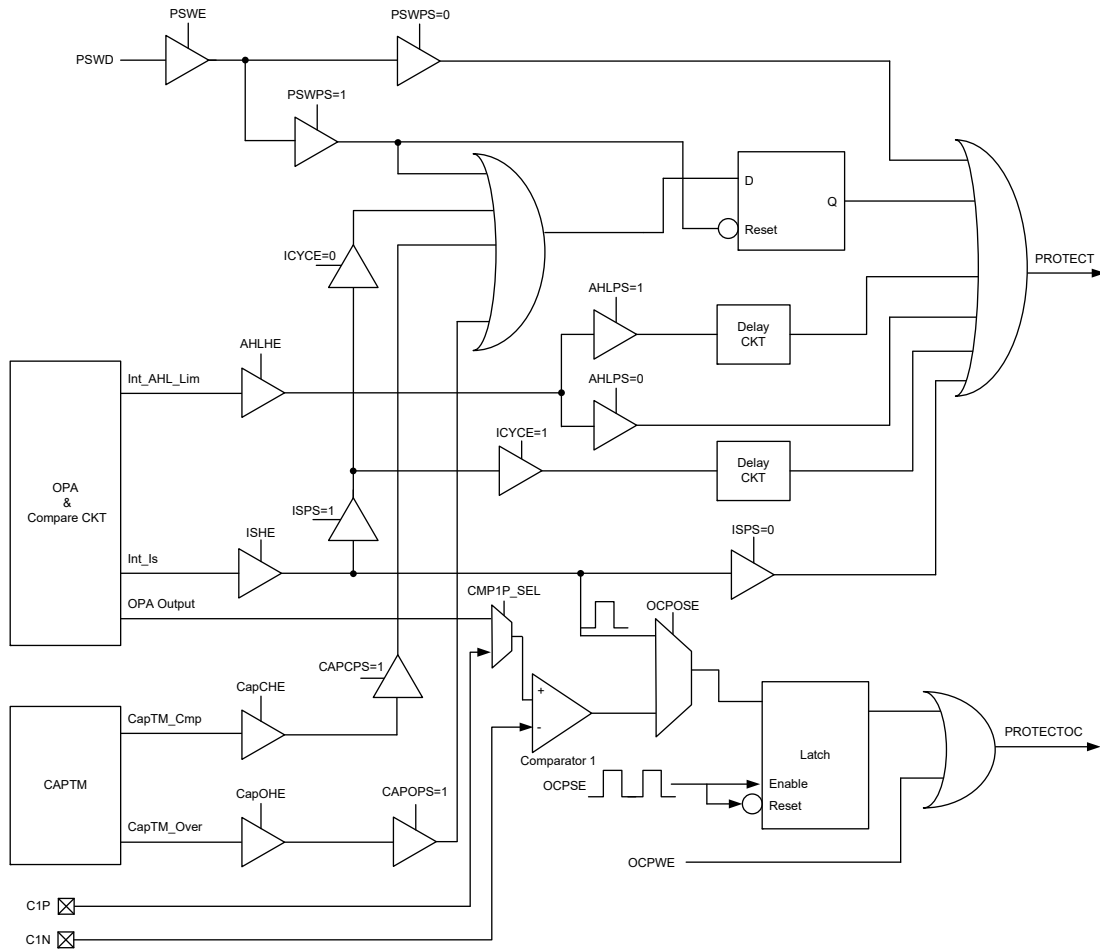 PSWE
PSWPS=0
PSWD
PSWPS=1
D
Q
Reset
ICYCE=0
PROTECT
AHLPS=1
Delay
CKT
AHLHE
Int_AHL_Lim
AHLPS=0
ICYCE=1
Delay
CKT
OPA
&
Compare CKT
ISPS=1
ISHE
ISPS=0
Int_Is
CMP1P_SEL
OPA Output
OCPOSE
CAPCPS=1
CapCHE
+
CapTM_Cmp
-
PROTECTOC
Comparator 1
Latch
CAPTM
OCPSE
Enable
CapOHE
CAPOPS=1
Reset
CapTM_Over
OCPWE
C1P
C1N